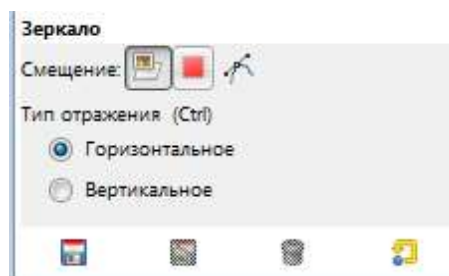 Зеркало
Смещение:
Тип отражения (Ctrl)
Горизонтальное
Вертикальное